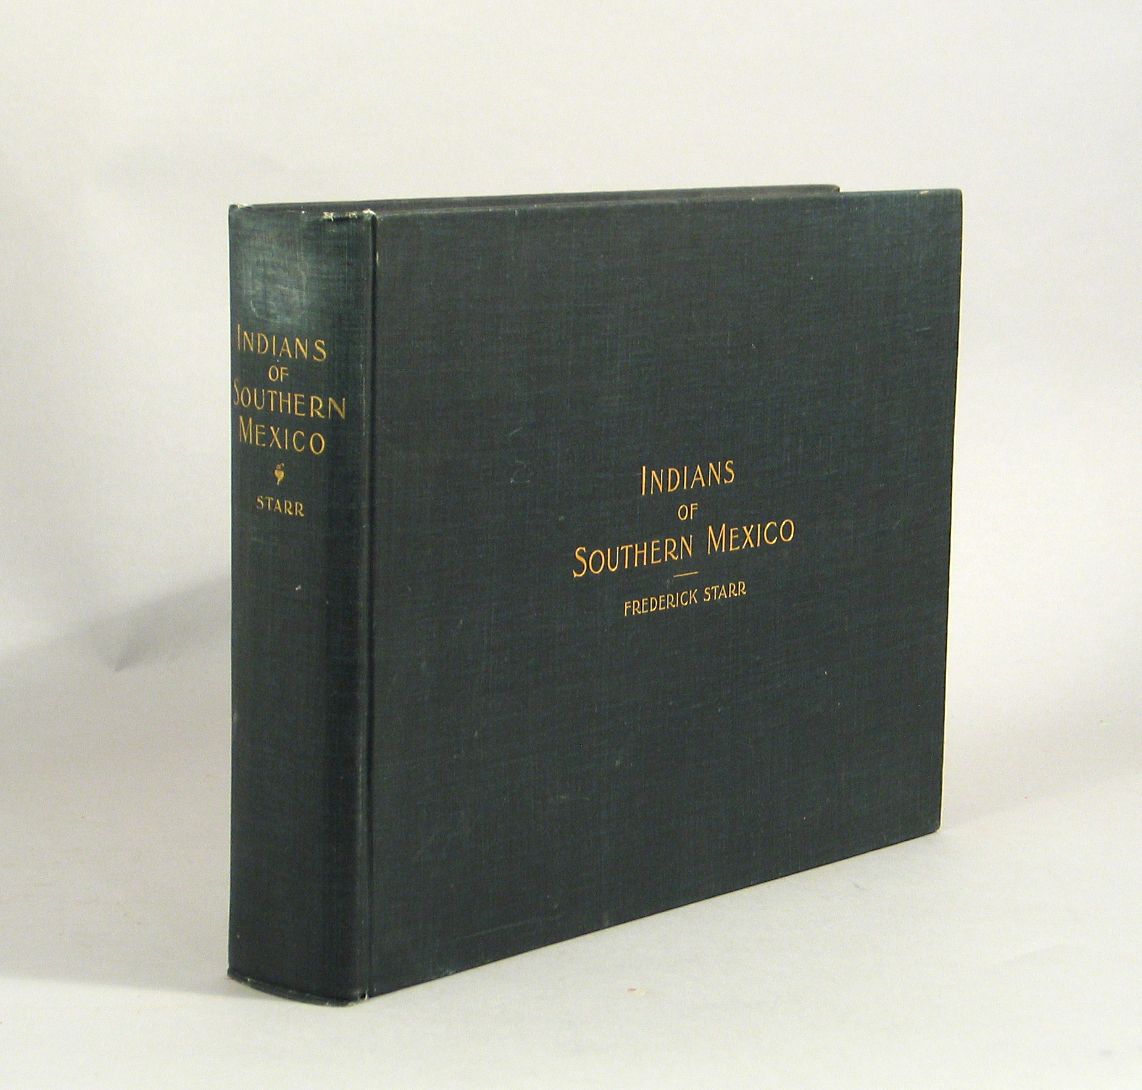 INDIANS
OF
SOUTHERN
MEXICO
STARR
INDIANS
OF
SOUTHERN MEXICO
FREDERICK STARR